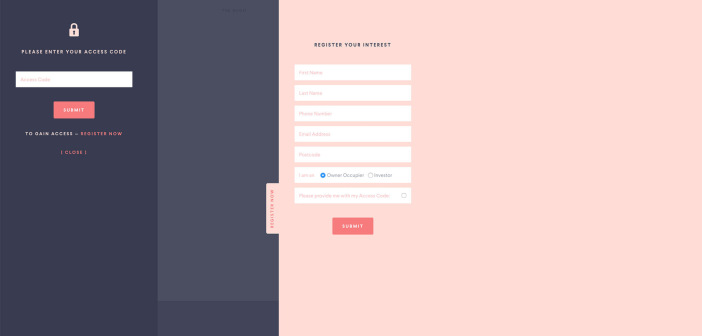 PLEASE ENTER YOUR ACCESS CODE
Access Code
SUBMIT
TO GAIN ACCESS – REGISTER NOW
[ CLOSE ]
REGISTER NOW
REGISTER YOUR INTEREST
First Name
Last Name
Phone Number
Email Address
Postcode
I am an Owner Occupier Investor
Please provide me with my Access Code
SUBMIT